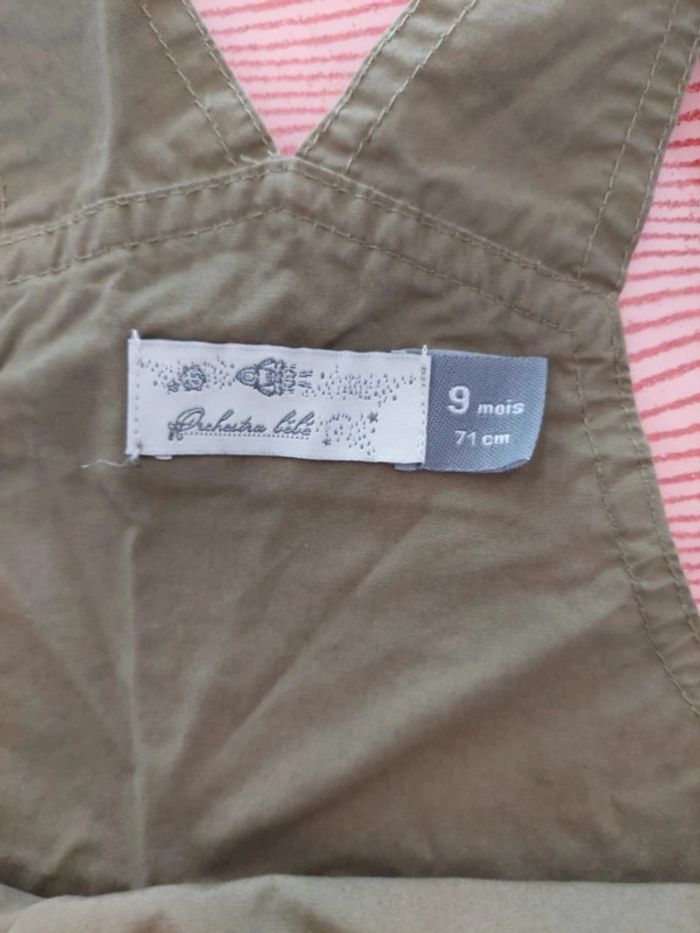 Orchestra bébé
9 mois
71 cm